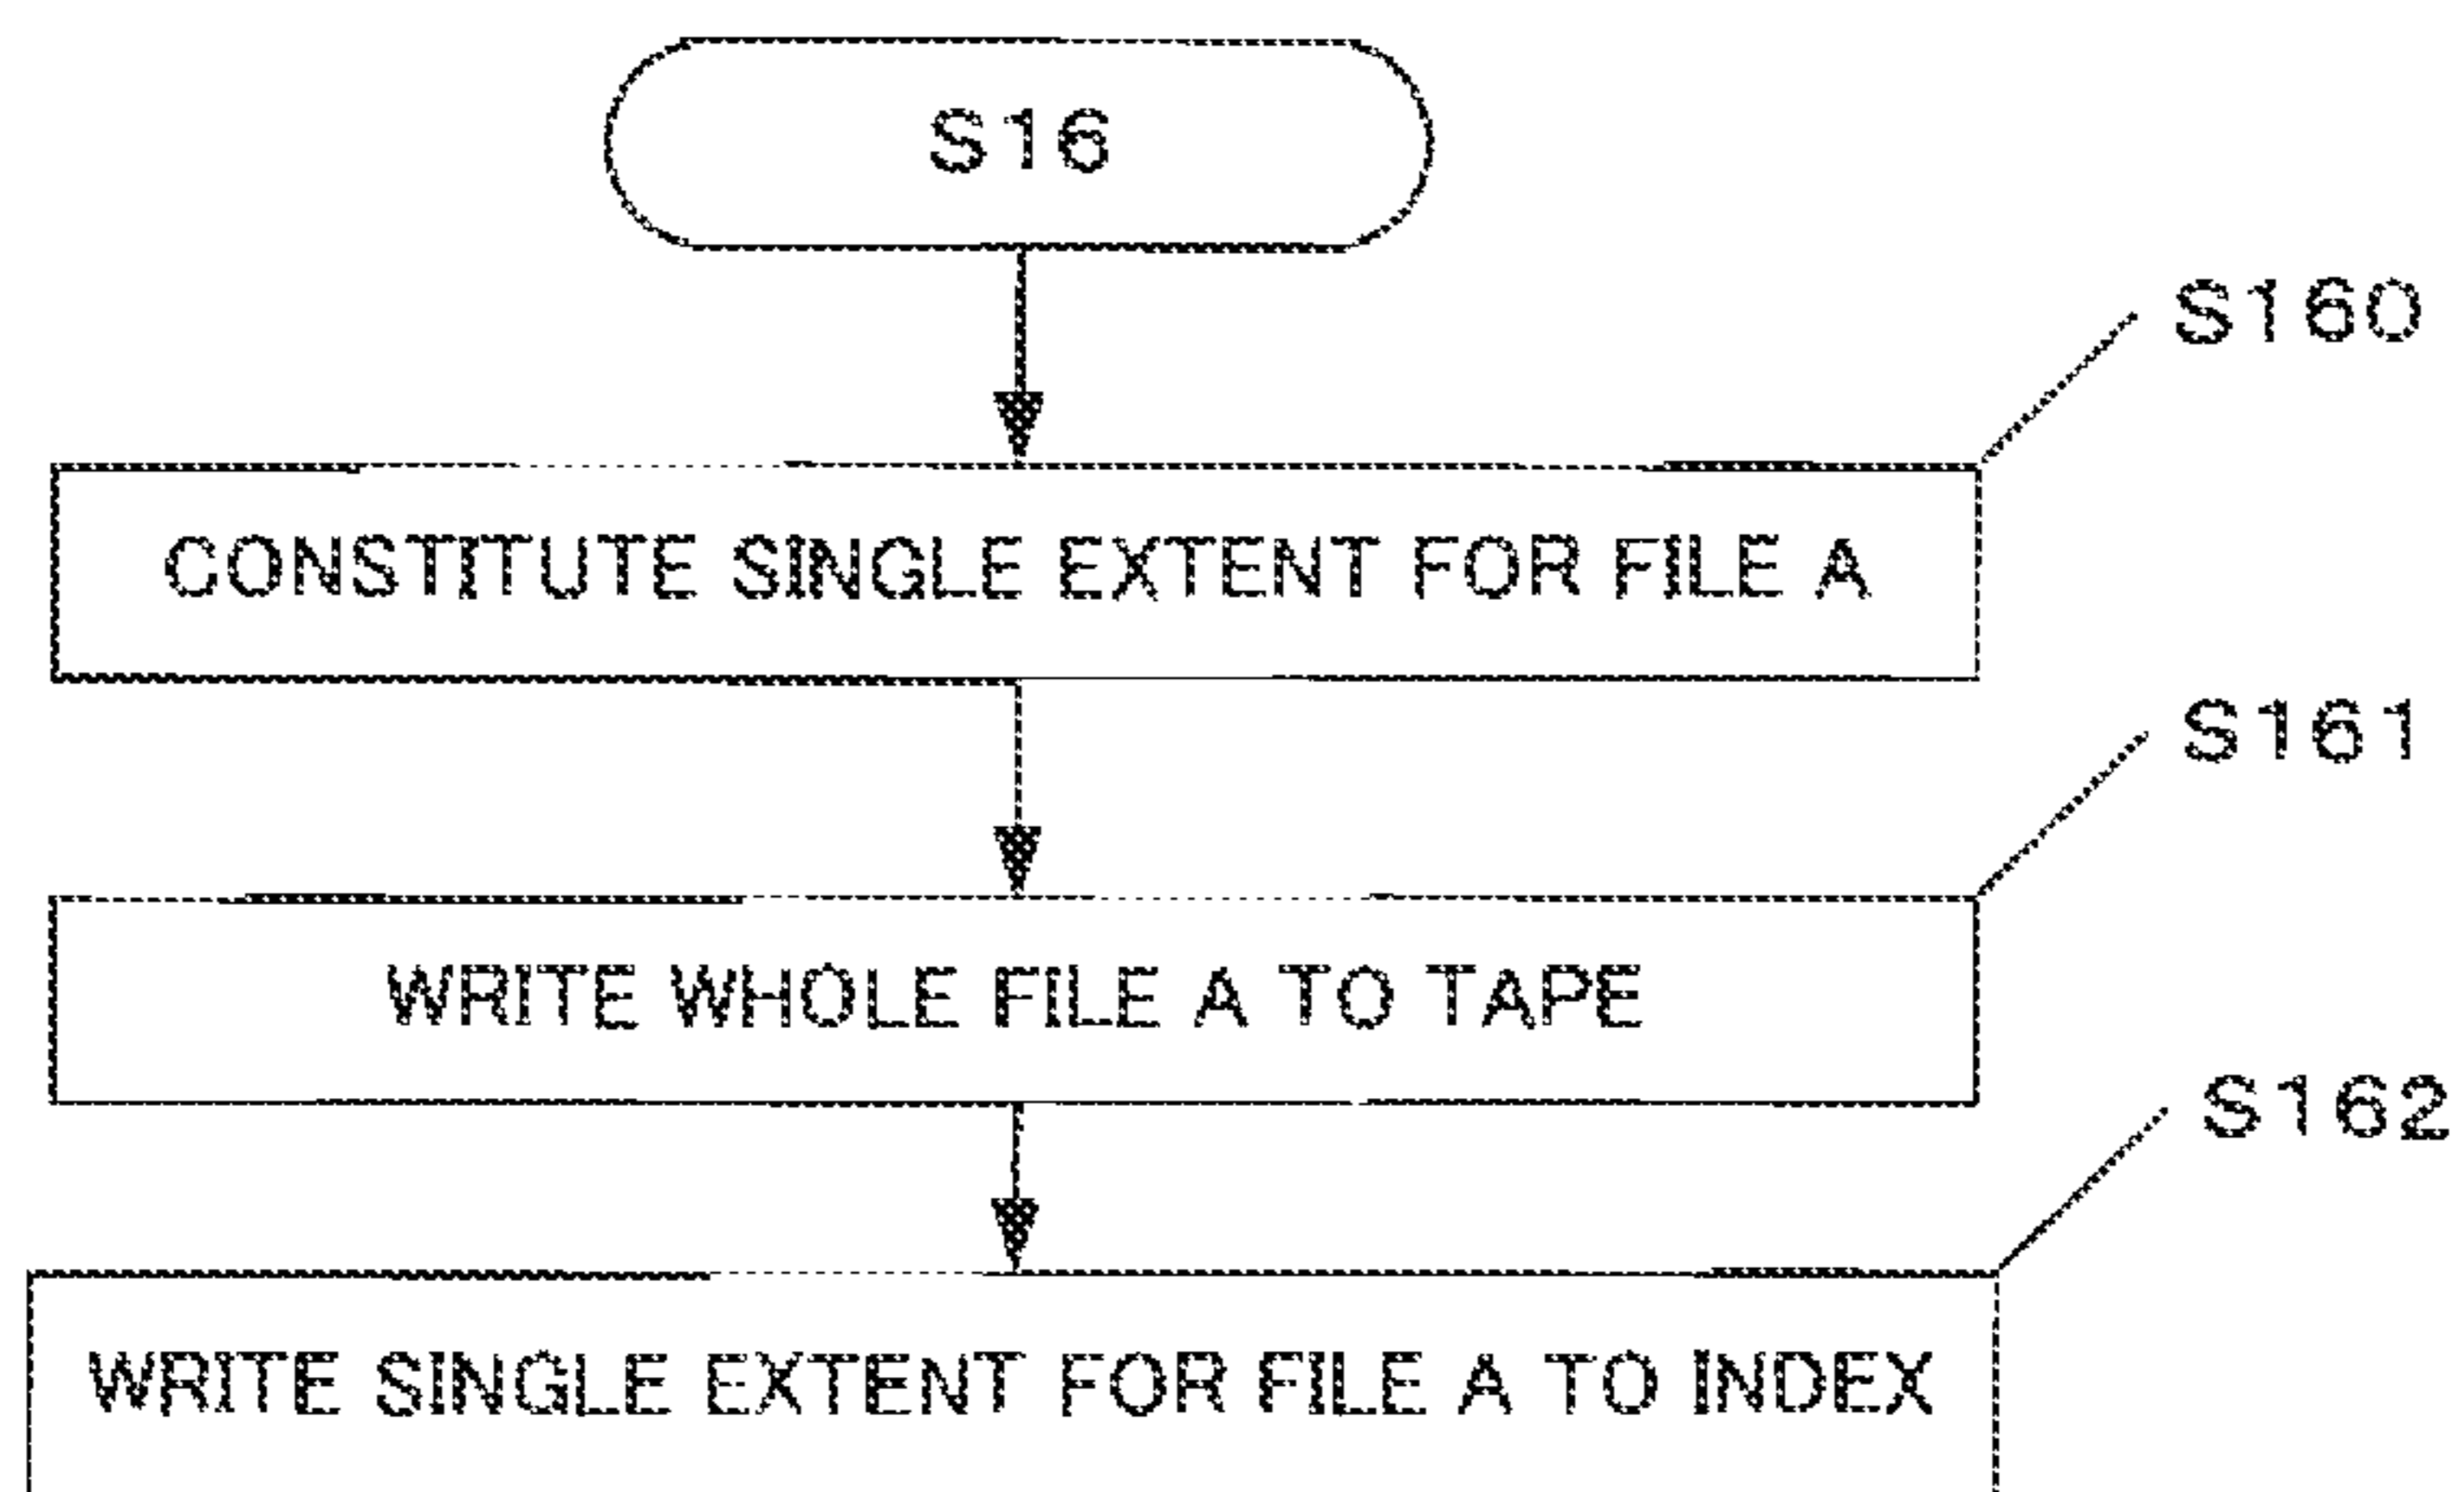 S16
S160
CONSTITUTE SINGLE EXTENT FOR FILE A
S161
WRITE WHOLE FILE A TO TAPE
S162
WRITE SINGLE EXTENT FOR FILE A TO INDEX